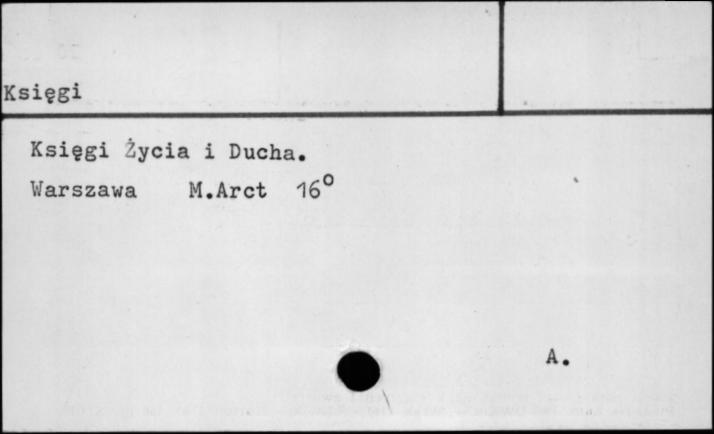 Księgi
Księgi Życia i Ducha.
Warszawa M.Arct 16°
A.